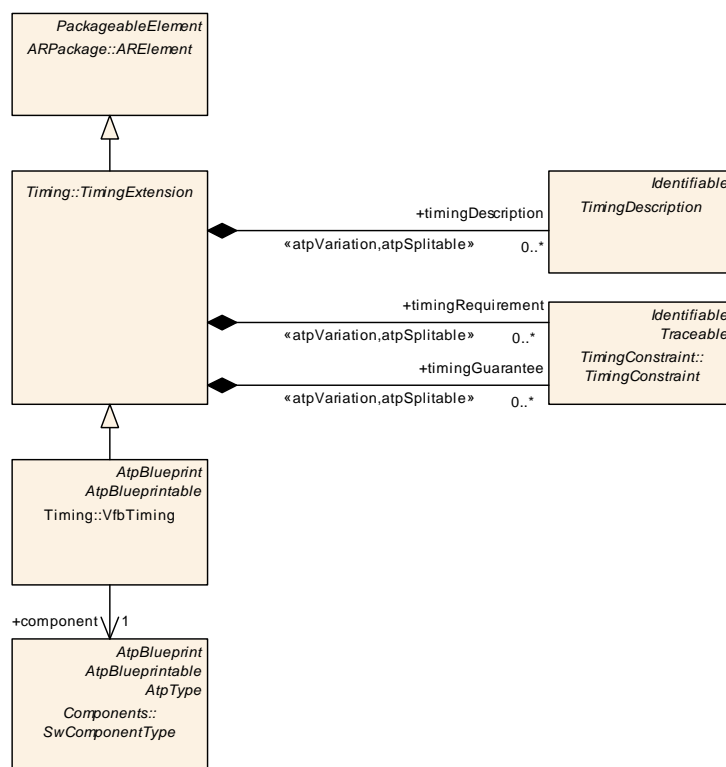 PackageableElement
ARPackage::ARElement
Timing::TimingExtension
+timingDescription
«atpVariation,atpSplitable»
0..*
Identifiable
TimingDescription
+timingRequirement
«atpVariation,atpSplitable»
0..*
+timingGuarantee
«atpVariation,atpSplitable»
0..*
Identifiable
Traceable
TimingConstraint::
TimingConstraint
AtpBlueprint
AtpBlueprintable
Timing::VfbTiming
+component
1
AtpBlueprint
AtpBlueprintable
AtpType
Components::
SwComponentType